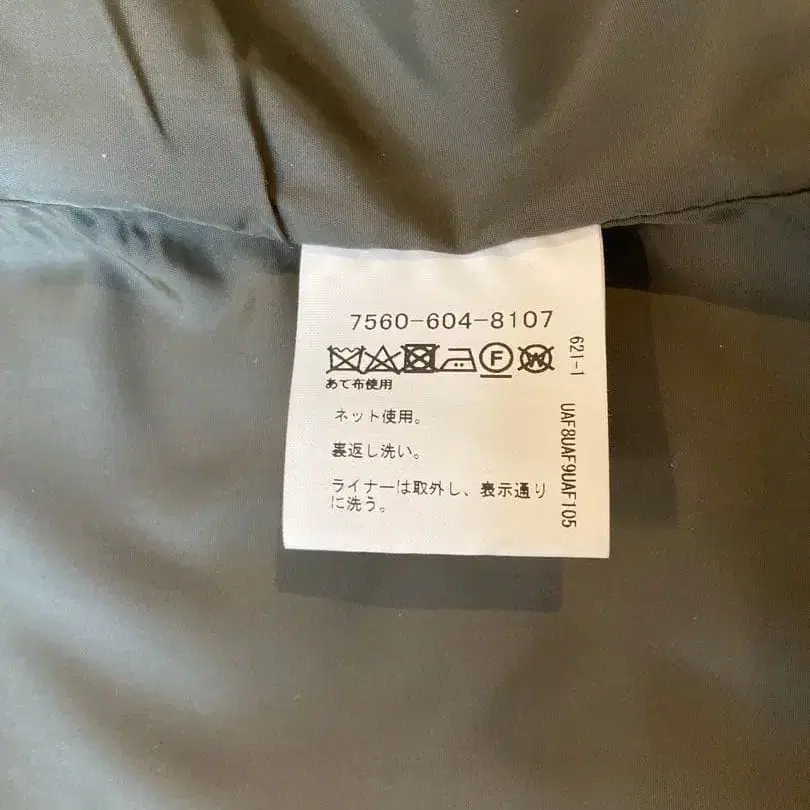 7560-604-8107
F W
あて布使用
ネット使用。
裏返し洗い。
ライナーは取外し、表示通り
に洗う。
621-1
UAF8UAF9UAF105